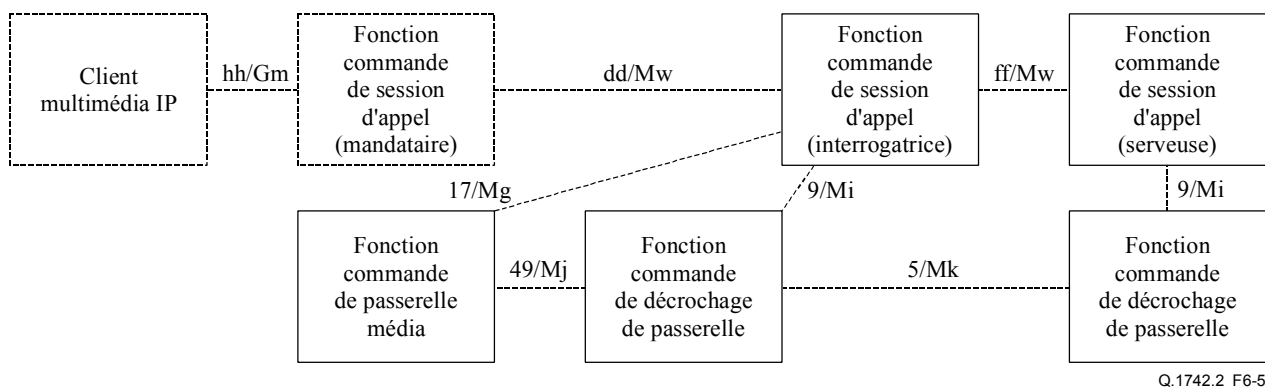 Client
multimédia IP
hh/Gm
Fonction
commande
de session
d'appel
(mandataire)
dd/Mw
Fonction
commande
de session
d'appel
(interrogatrice)
ff/Mw
Fonction
commande
de session
d'appel
(serveuse)
17/Mg
9/Mi
9/Mi
Fonction
commande
de passerelle
média
49/Mj
Fonction
commande
de décrochage
de passerelle
5/Mk
Fonction
commande
de décrochage
de passerelle
Q.1742.2_F6-5